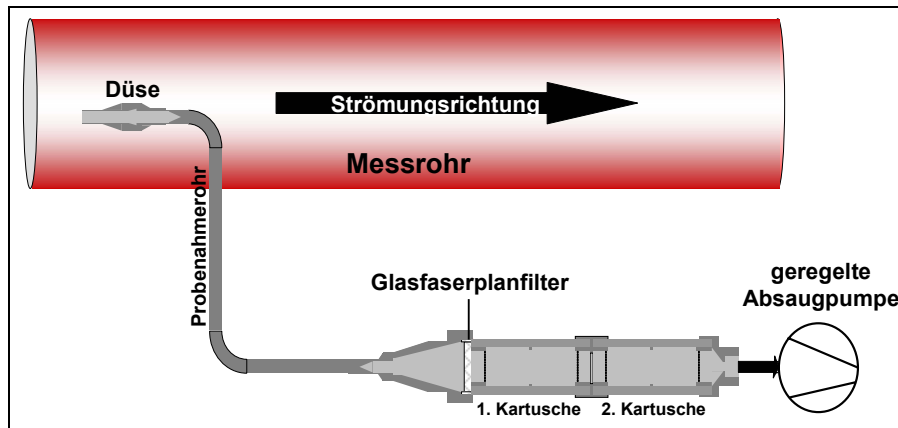 Düse
Strömungsrichtung
Messrohr
Probenahmerohr
Glasfaserplanfilter
geregelte
Absaugpumpe
1. Kartusche
2. Kartusche